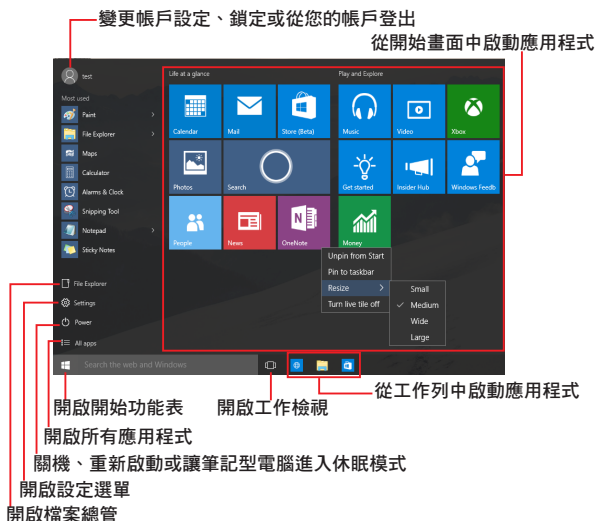 變更帳戶設定、鎖定或從您的帳戶登出
從開始畫面中啟動應用程式
test
Most used
Paint
File Explorer
Maps
Calculator
Alarms & Clock
Snipping Tool
Notepad
Sticky Notes
File Explorer
Settings
Power
All apps
Search the web and Windows
Life at a glance
Calendar
Mail
Store (Beta)
Photos
Search
People
News
N
OneNote
Play and Explore
Music
Video
Xbox
Get started
Insider Hub
Windows Feedb
Money
Unpin from Start
Pin to taskbar
Resize
Turn live tile off
Small
Medium
Wide
Large
從工作列中啟動應用程式
開啟開始功能表
開啟工作檢視
開啟所有應用程式
關機、重新啟動或讓筆記型電腦進入休眠模式
開啟設定選單
開啟檔案總管